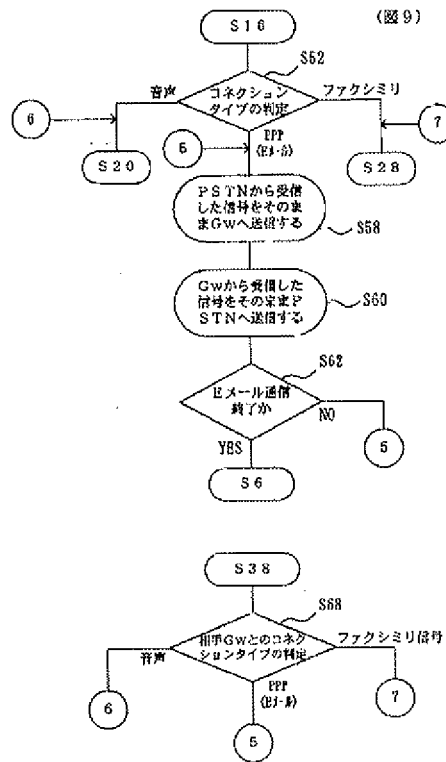 (図9)
S16
S52
コネクション
タイプの判定
音声
ファクシミリ
6
7
5
PPP
(Eメール)
S20
S28
PSTNから受信
した信号をそのま
まGwへ送信する
S58
Gwから受信した
信号をそのままP
STNへ送信する
S60
S62
Eメール通信
終了か
NO
YES
5
S6
S38
S68
相手Gwとのコネク
ションタイプの判定
音声
ファクシミリ信号
PPP
(Eメール)
6
7
5